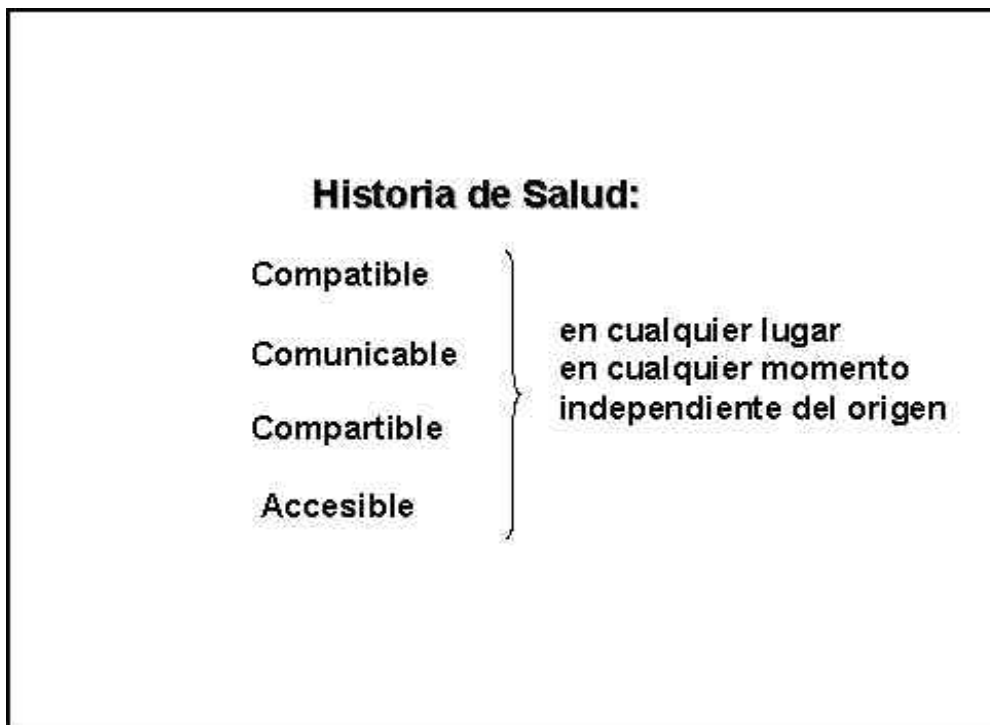 Historia de Salud:
Compatible
Comunicable
Compartible
Accesible
en cualquier lugar
en cualquier momento
independiente del origen